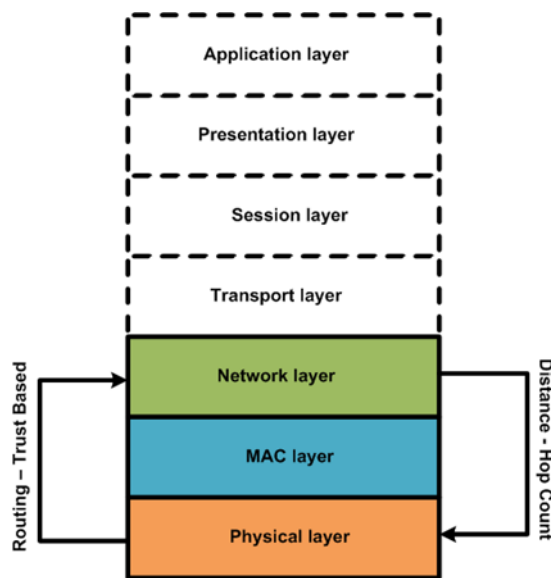 Application layer
Presentation layer
Session layer
Transport layer
Network layer
MAC layer
Physical layer
Routing – Trust Based
Distance - Hop Count